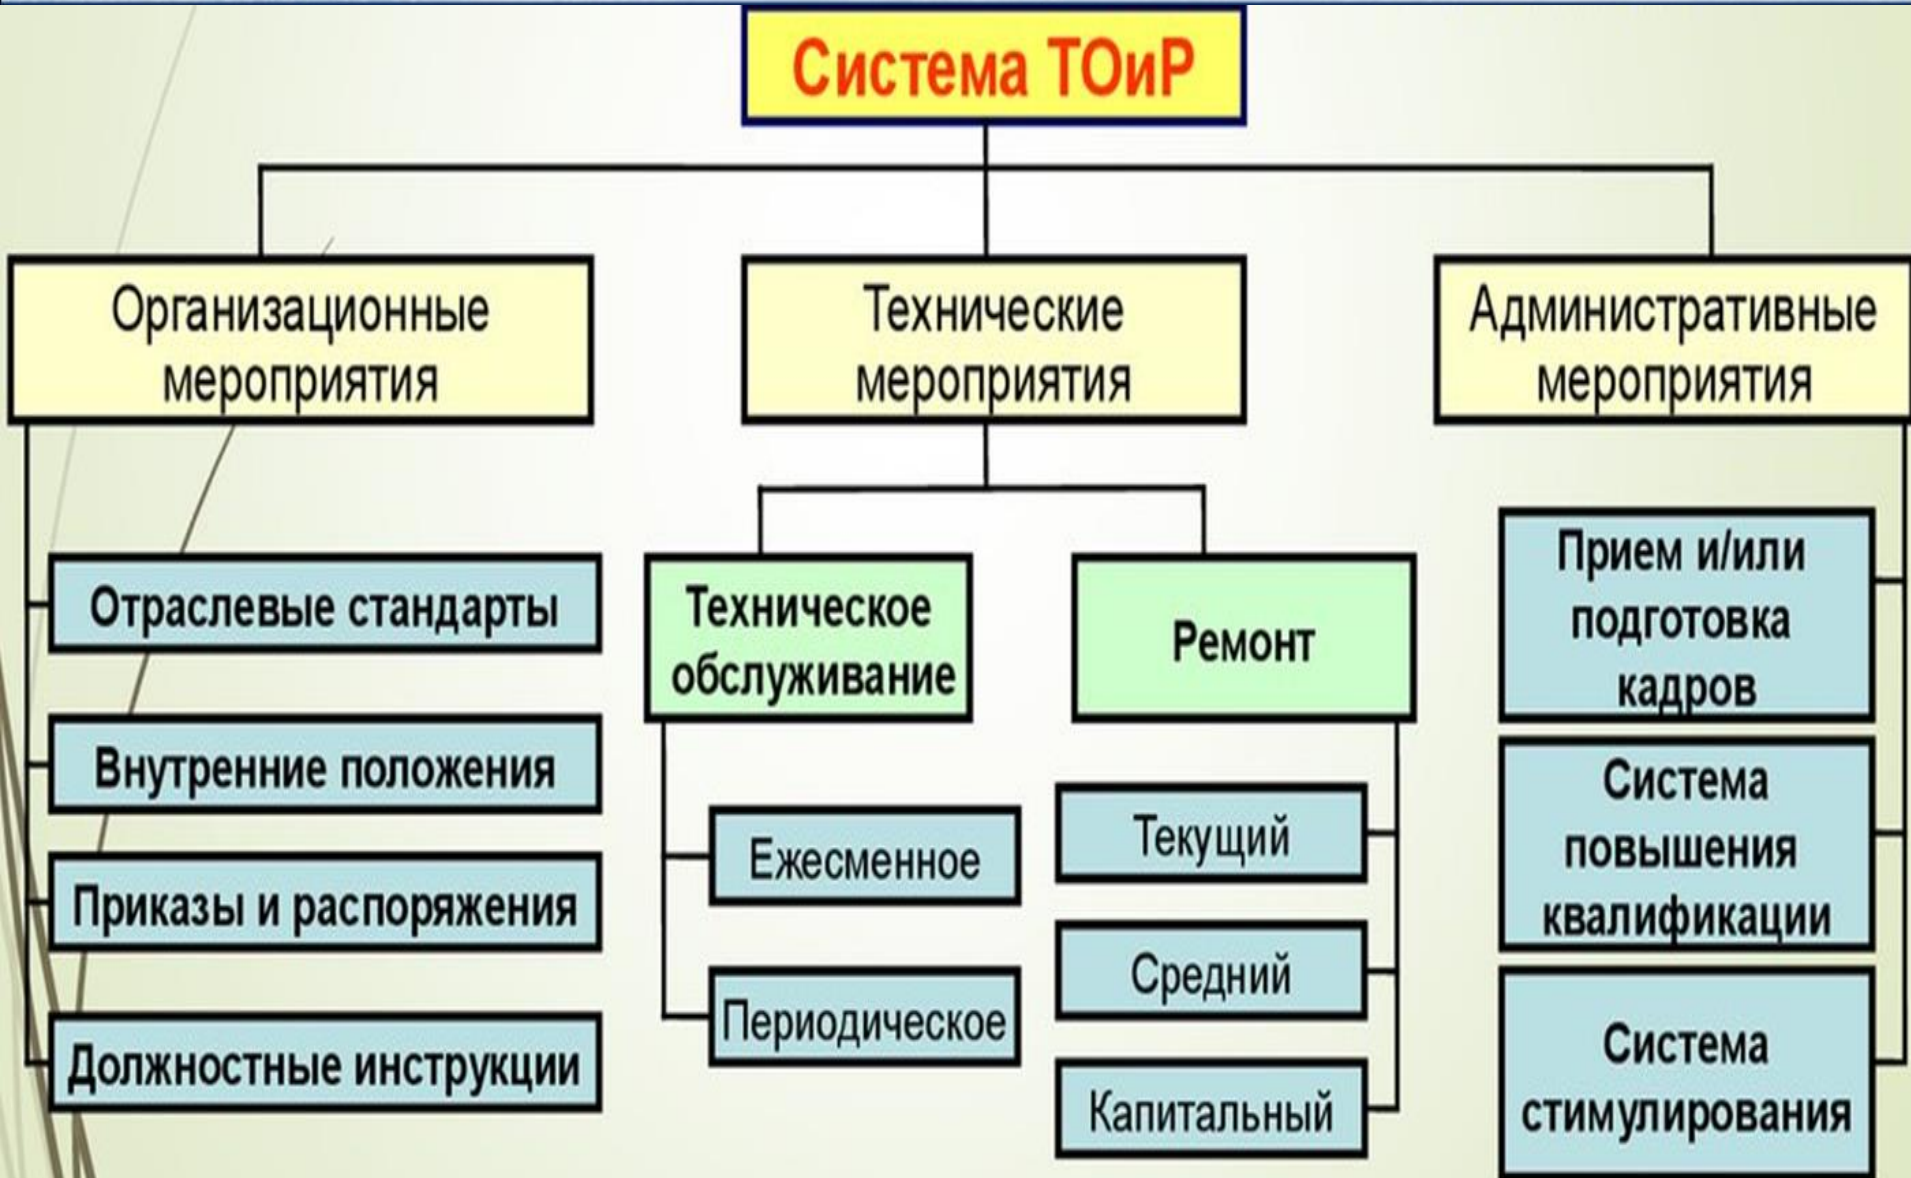 Система ТОиР
Организационные
мероприятия
Технические
мероприятия
Административные
мероприятия
Отраслевые стандарты
Внутренние положения
Приказы и распоряжения
Должностные инструкции
Техническое
обслуживание
Ежесменное
Периодическое
Ремонт
Текущий
Средний
Капитальный
Прием и/или
подготовка
кадров
Система
повышения
квалификации
Система
стимулирования